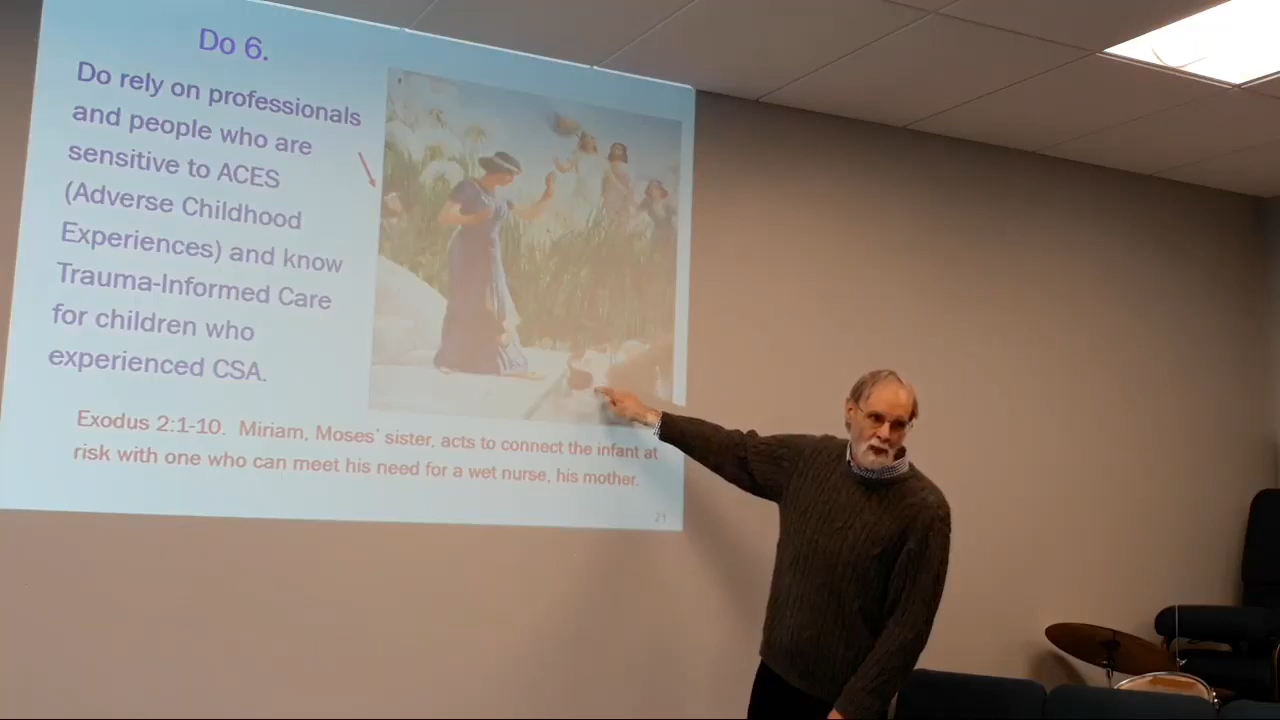 Do 6.
Do rely on professionals
and people who are
sensitive to ACES
(Adverse Childhood
Experiences) and know
Trauma-Informed Care
for children who
experienced CSA.
Exodus 2:1-10. Miriam, Moses' sister, acts to connect the infant at
risk with one who can meet his need for a wet nurse, his mother.
21